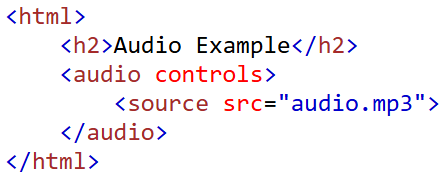 <html>
    <h2>Audio Example</h2>
    <audio controls>
        <source src="audio.mp3">
    </audio>
</html>